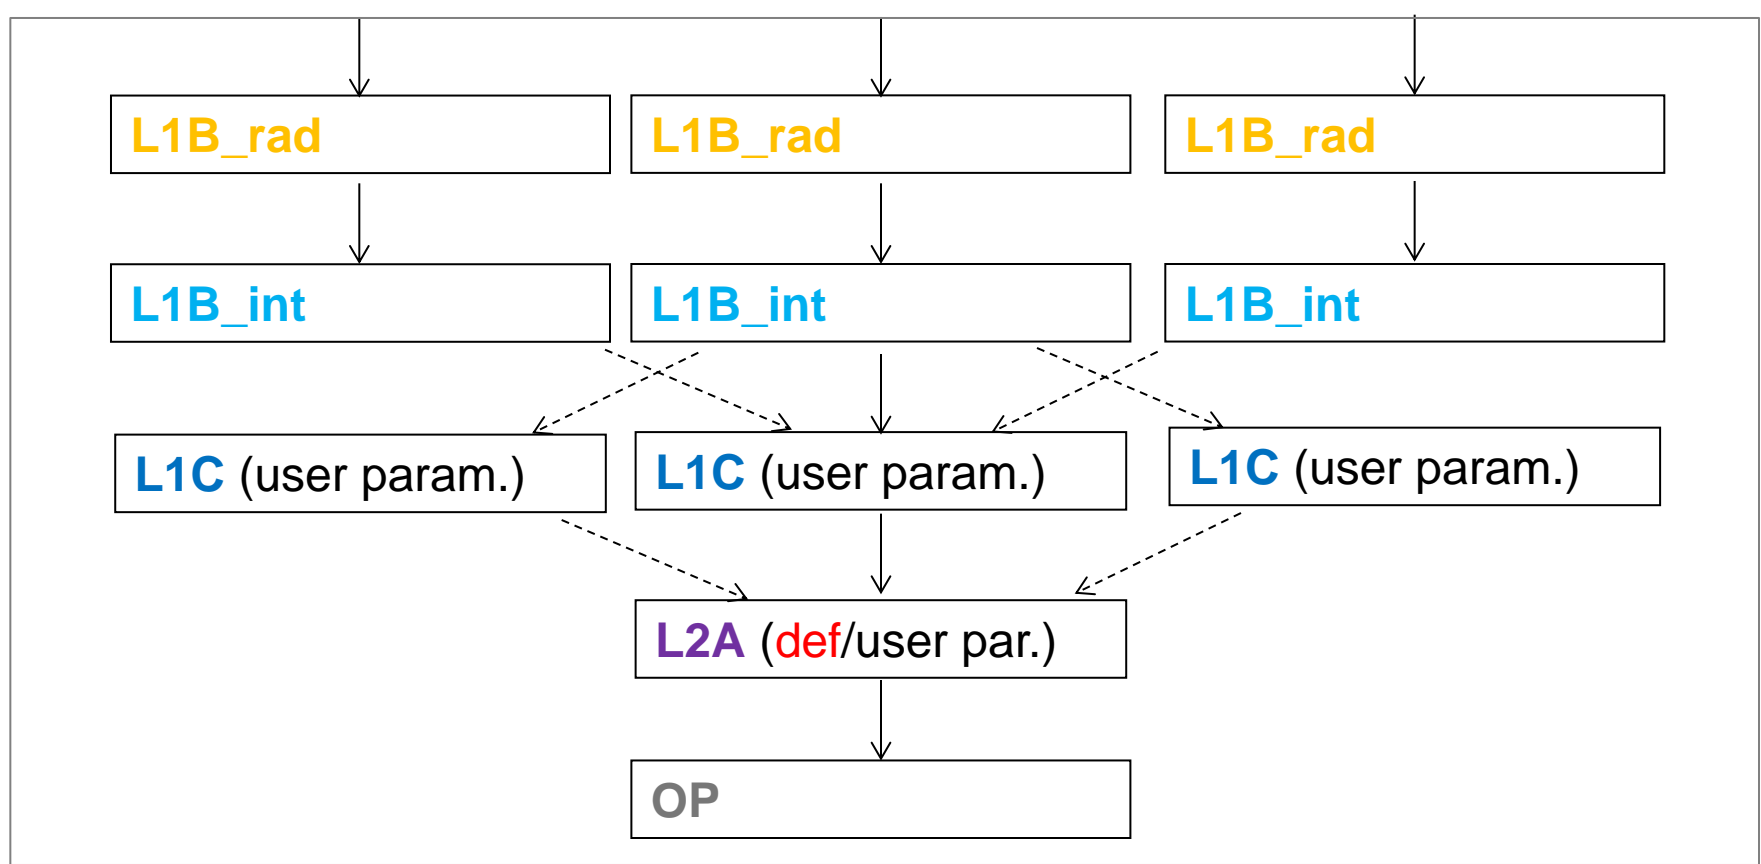 L1B_rad
L1B_rad
L1B_rad
L1B_int
L1B_int
L1B_int
L1C (user param.)
L1C (user param.)
L1C (user param.)
L2A (def/user par.)
OP